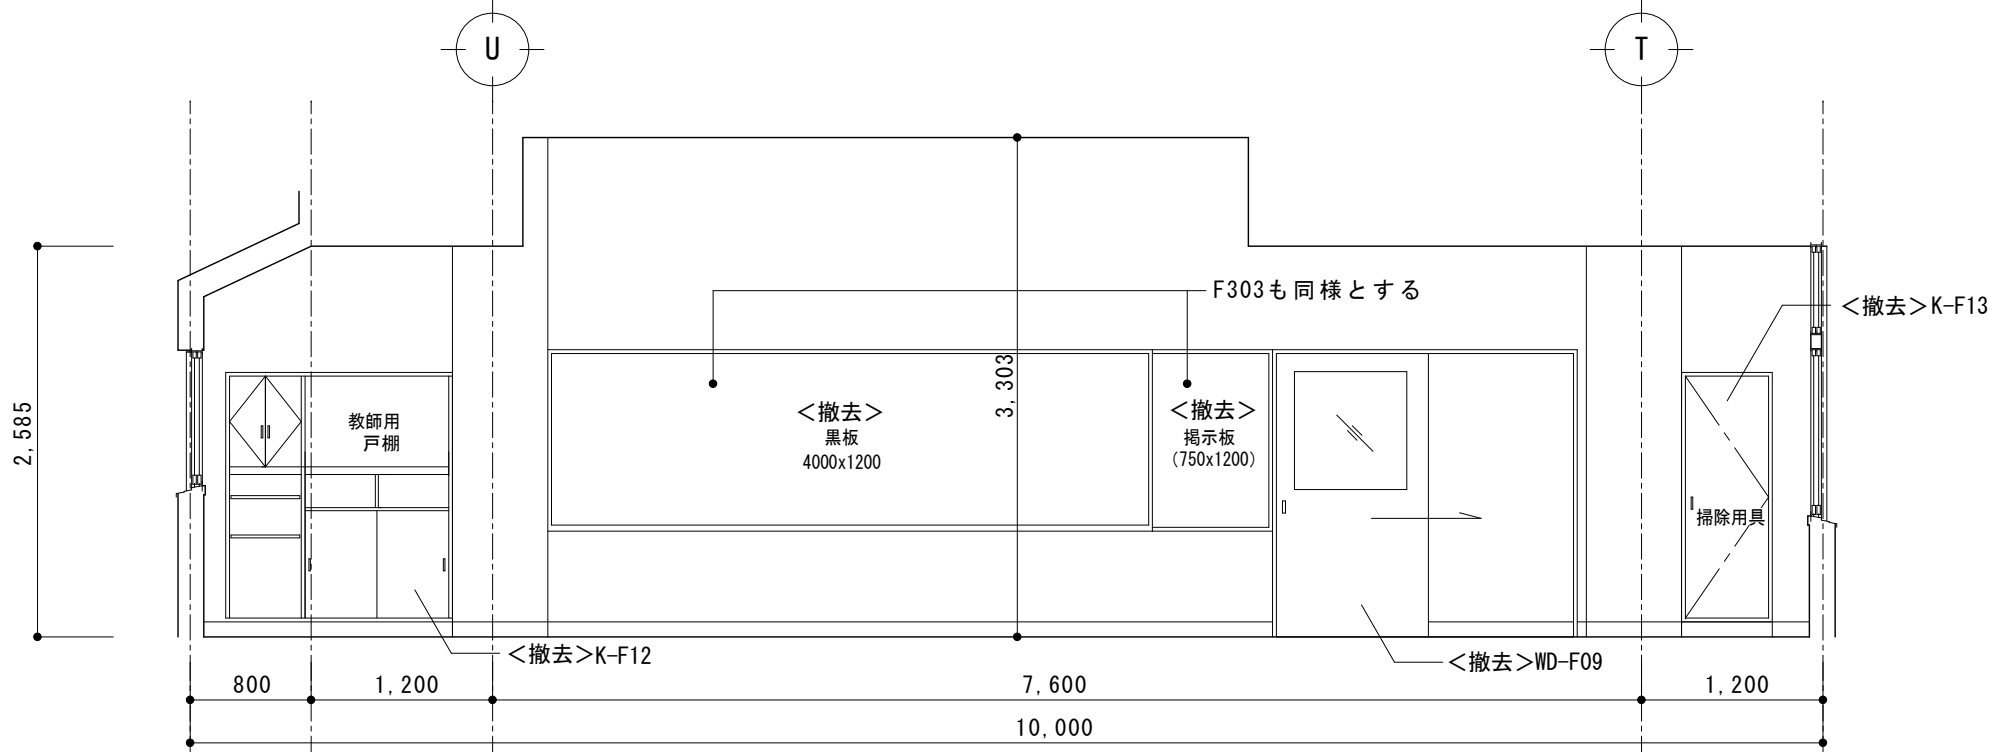 U
T
F303も同様とする
＜撤去＞K-F13
2,585
3,303
教師用
戸棚
＜撤去＞
黒板
4000x1200
＜撤去＞
掲示板
(750x1200)
掃除用具
＜撤去＞K-F12
＜撤去＞WD-F09
800
1,200
7,600
1,200
10,000